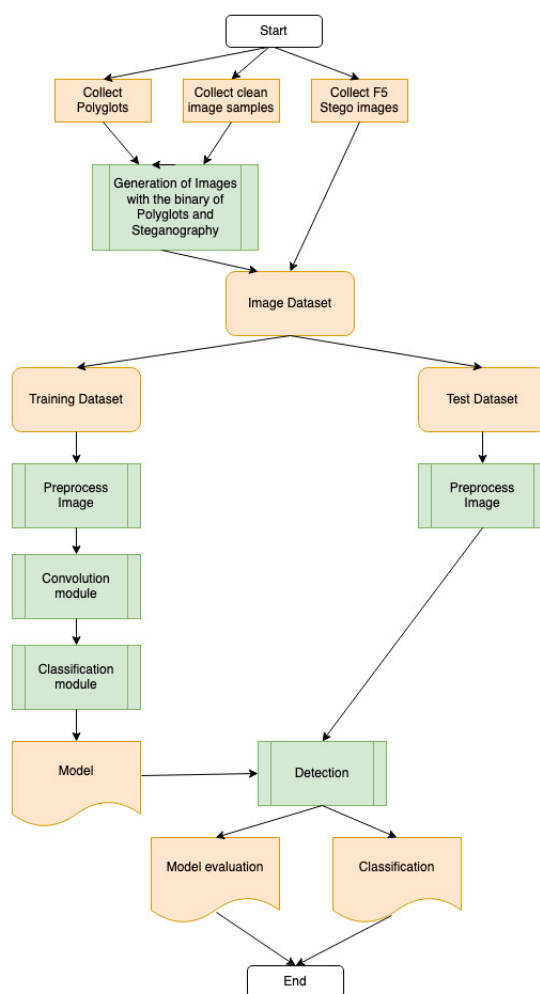 Start
Collect
Polyglots
Collect clean
image samples
Collect F5
Stego images
Generation of Images
with the binary of
Polyglots and
Steganography
Image Dataset
Training Dataset
Test Dataset
Preprocess
Image
Preprocess
Image
Convolution
module
Classification
module
Model
Detection
Model evaluation
Classification
End